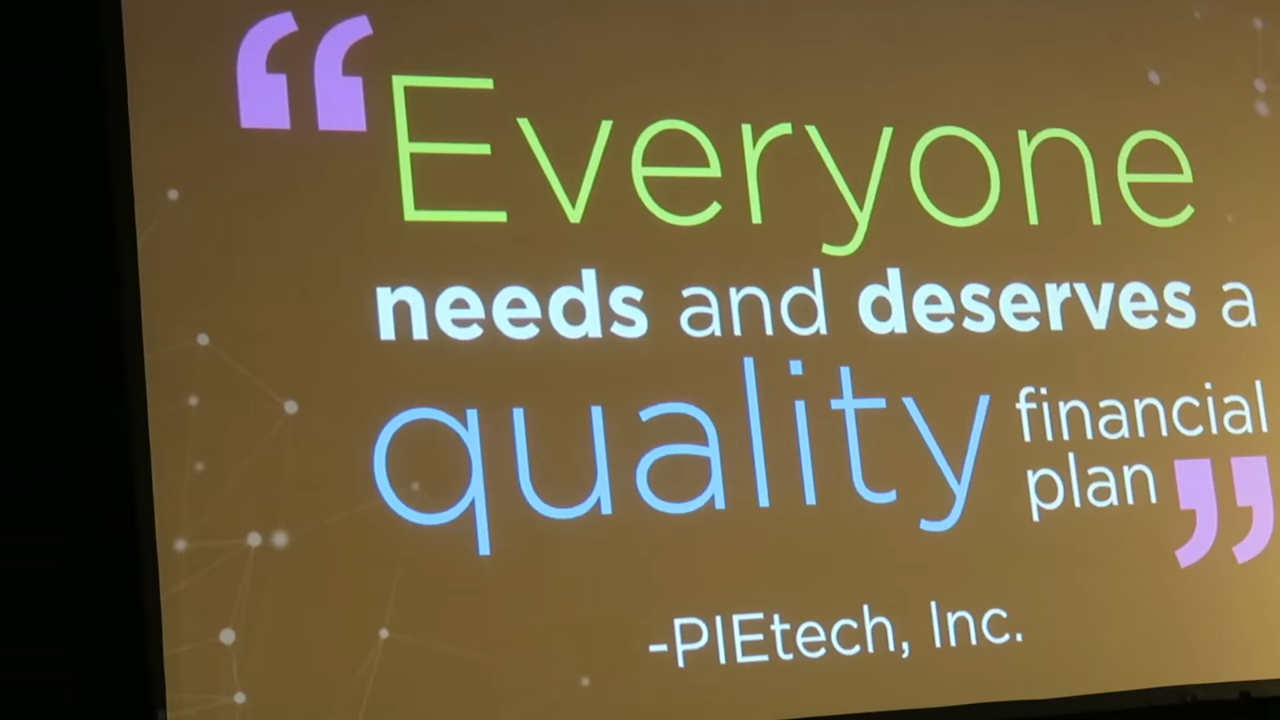 “Everyone
needs and deserves a
quality financial
plan”
-PIEtech, Inc.